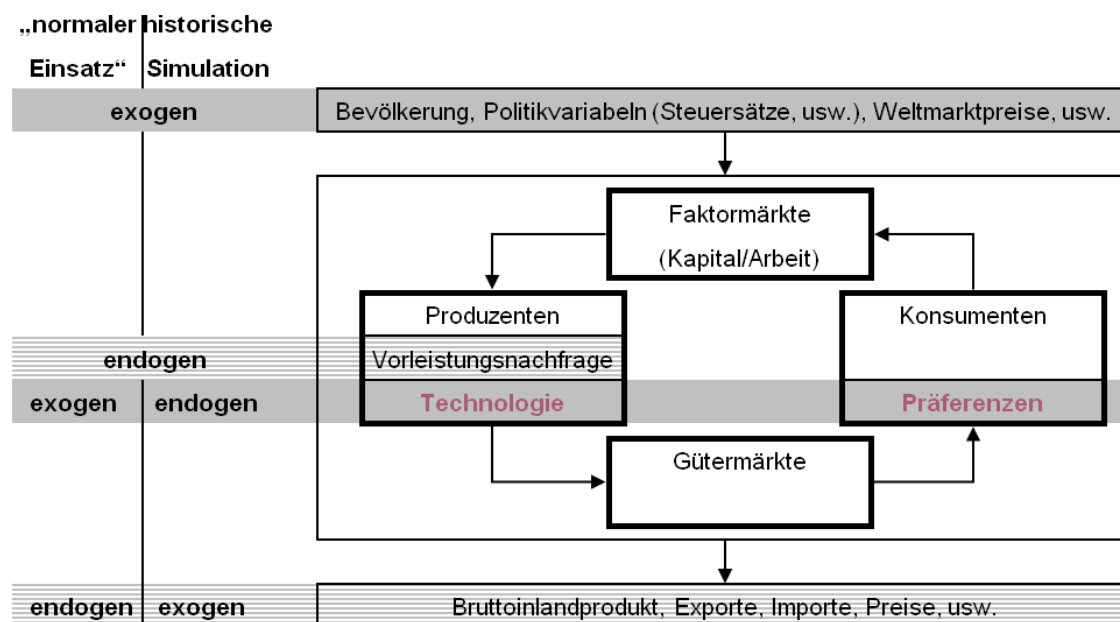 „normaler historische
Einsatz“ Simulation
exogen Bevölkerung, Politikvariabeln (Steuersätze, usw.), Weltmarktpreise, usw.
Faktormärkte
(Kapital/Arbeit)
Produzenten Konsumenten
endogen Vorleistungsnachfrage
exogen endogen Technologie Präferenzen
Gütermärkte
endogen exogen Bruttoinlandprodukt, Exporte, Importe, Preise, usw.